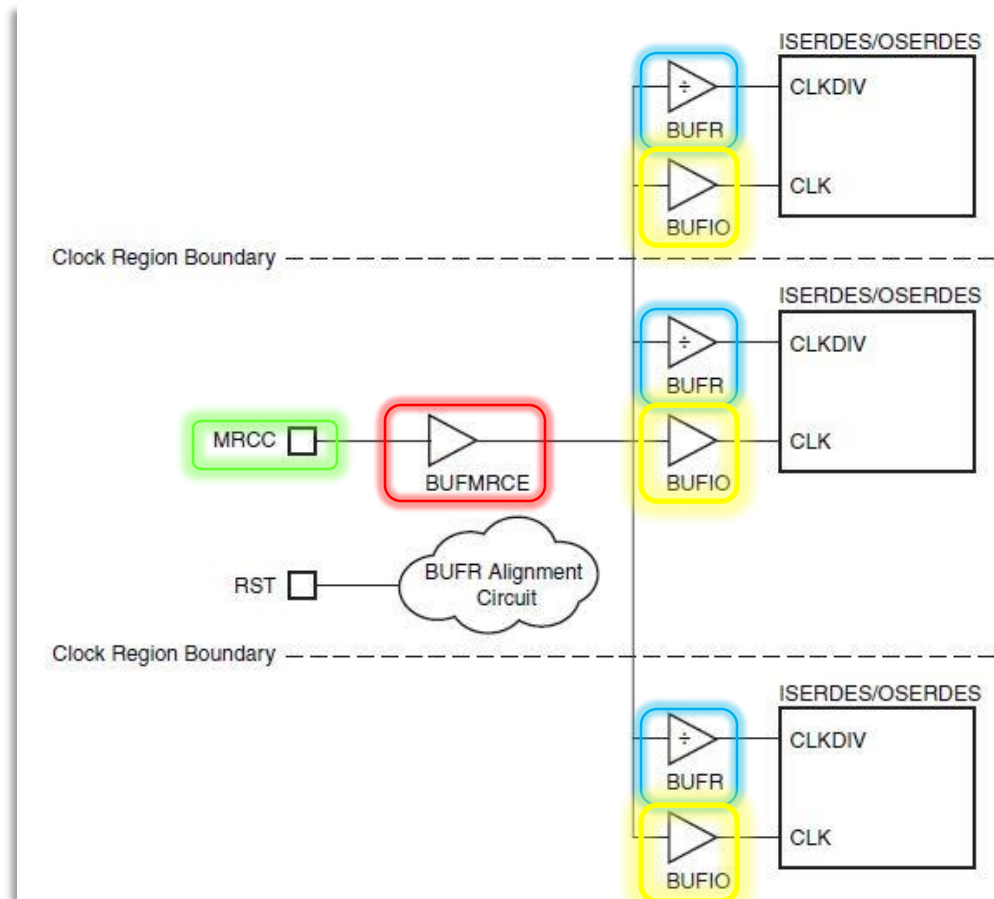 ISERDES/OSERDES
÷
CLKDIV
BUFR
CLK
BUFIO
Clock Region Boundary
ISERDES/OSERDES
÷
CLKDIV
BUFR
MRCC
CLK
BUFMRCE
BUFIO
RST
BUFR Alignment
Circuit
Clock Region Boundary
ISERDES/OSERDES
÷
CLKDIV
BUFR
CLK
BUFIO